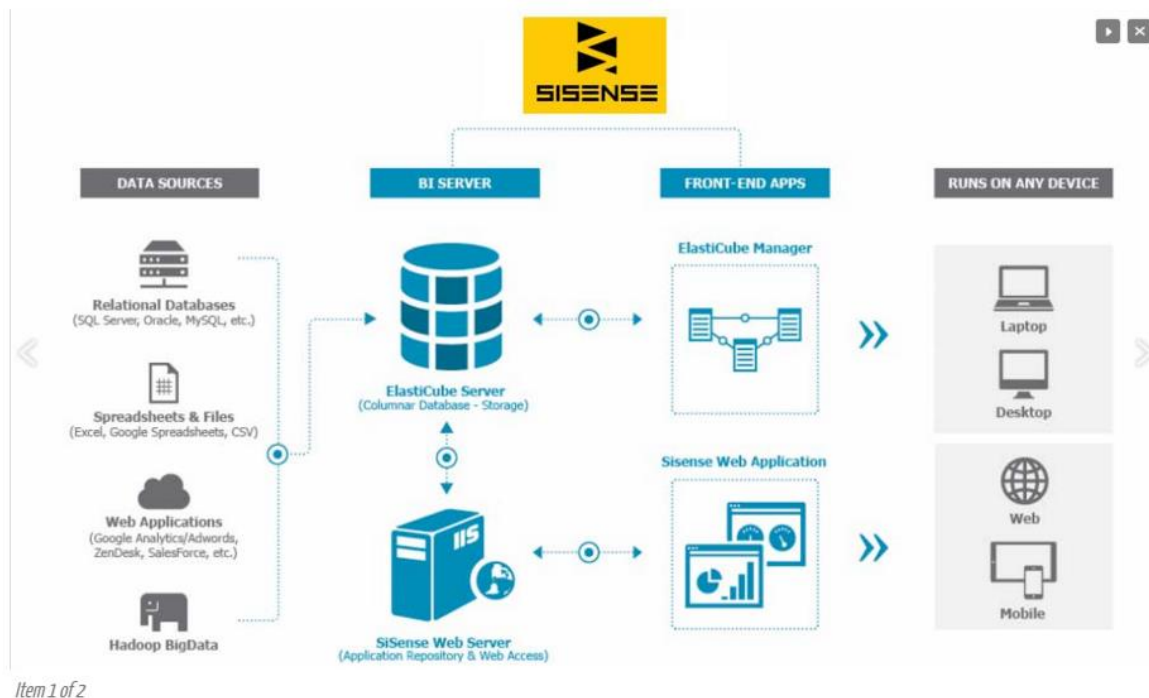 SISENSE
DATA SOURCES
BI SERVER
FRONT-END APPS
RUNS ON ANY DEVICE
Relational Databases
(SQL Server, Oracle, MySQL, etc.)
Spreadsheets & Files
(Excel, Google Spreadsheets, CSV)
Web Applications
(Google Analytics/Adwords,
ZenDesk, SalesForce, etc.)
Hadoop BigData
ElastiCube Server
(Columnar Database - Storage)
IIS
SiSense Web Server
(Application Repository & Web Access)
ElastiCube Manager
Sisense Web Application
Laptop
Desktop
Web
Mobile
Item 1 of 2